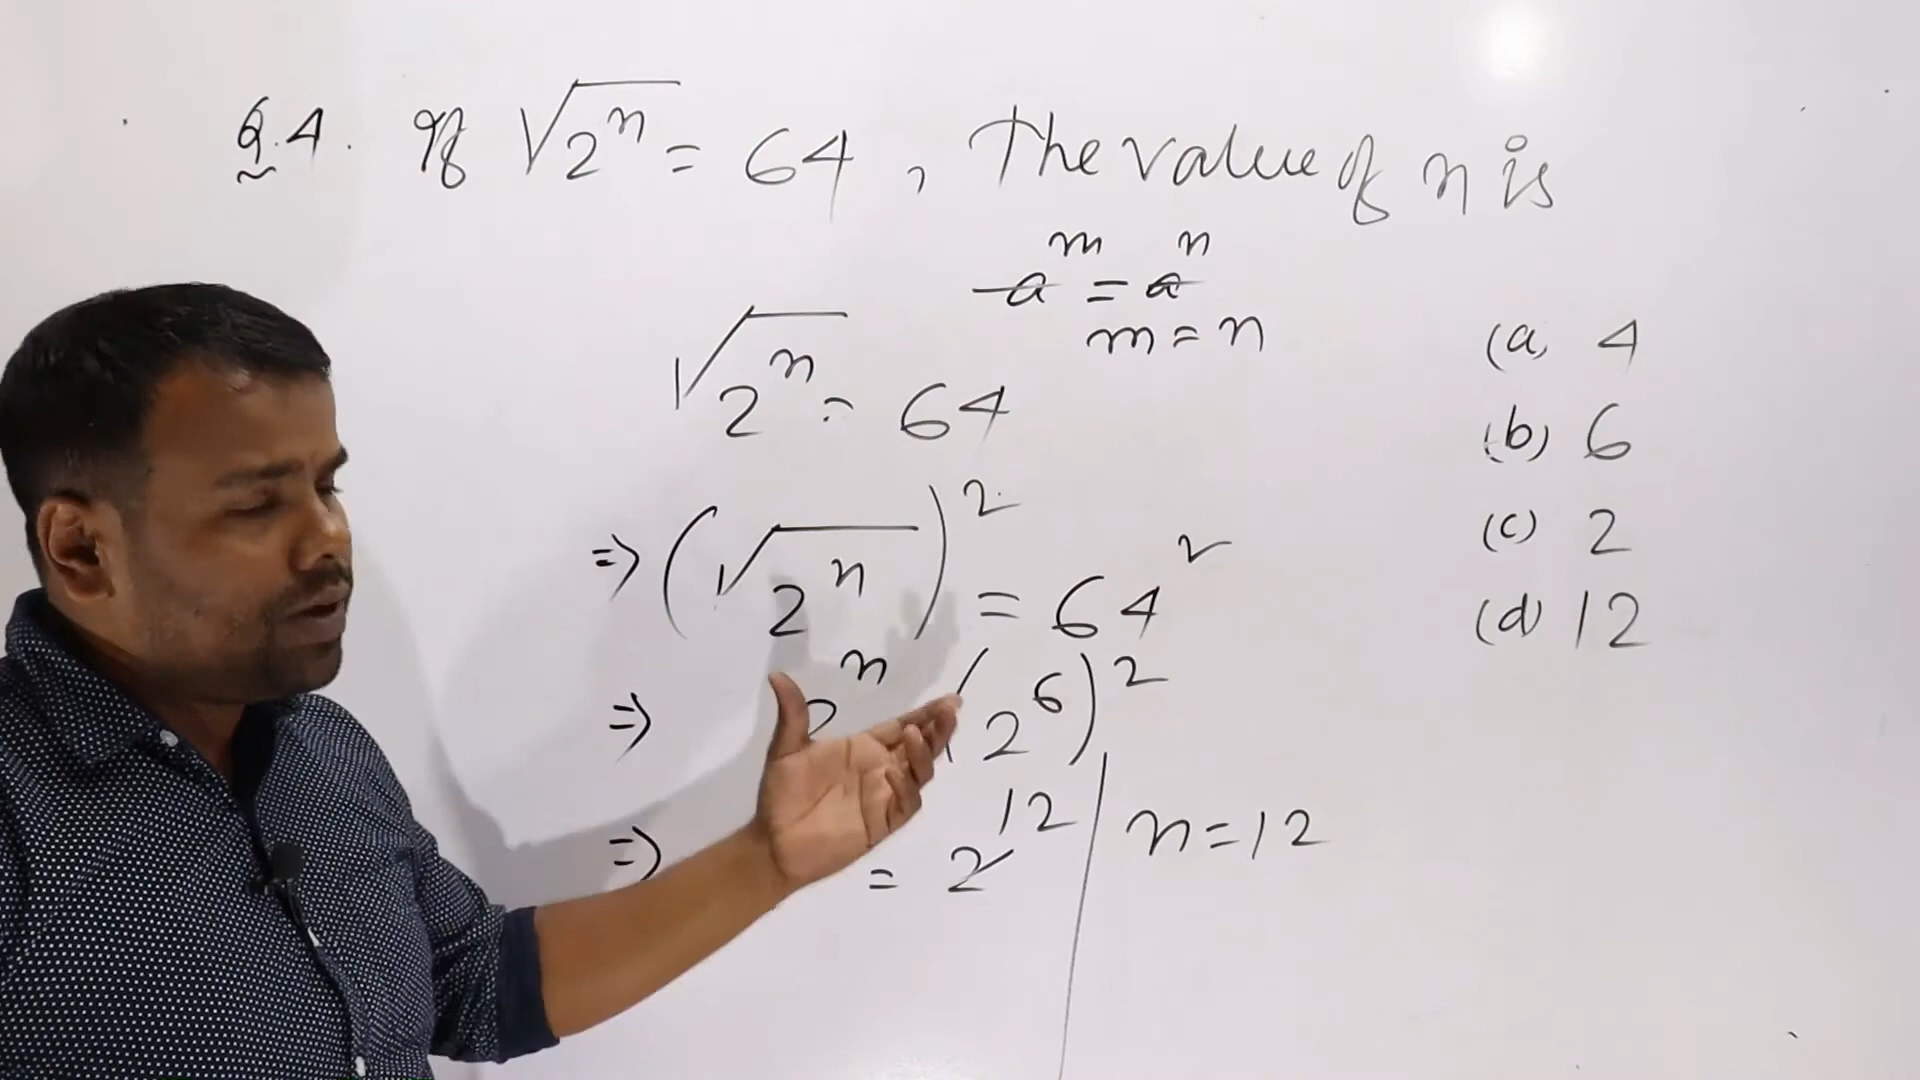 Q.4. If √2ⁿ = 64, The value of n is
aᵐ = aⁿ
m = n
√2ⁿ = 64
⇒ (√2ⁿ)² = 64²
⇒ 2ⁿ (2⁶)²
⇒ = 2¹² | n = 12
(a) 4
(b) 6
(c) 2
(d) 12